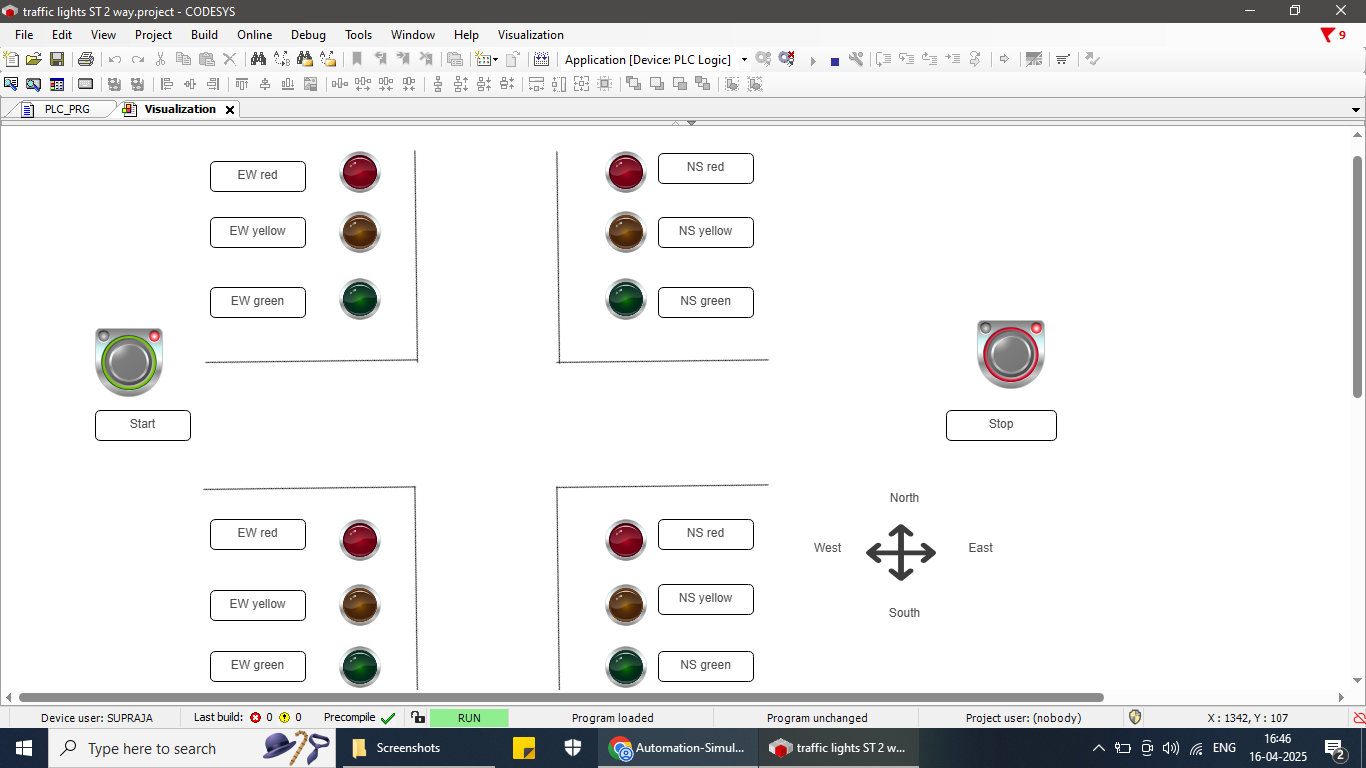 traffic lights ST 2 way.project - CODESYS
File Edit View Project Build Online Debug Tools Window Help Visualization
9
Application [Device: PLC Logic]
PLC_PRG
Visualization
EW red
NS red
EW yellow
NS yellow
EW green
NS green
Start
Stop
North
EW red
NS red
West
East
EW yellow
NS yellow
South
EW green
NS green
Device user: SUPRAJA
Last build: 0 0
Precompile
RUN
Program loaded
Program unchanged
Project user: (nobody)
X : 1342, Y : 107
Type here to search
Screenshots
Automation-Simul...
traffic lights ST 2 w...
ENG
16:46
16-04-2025
2